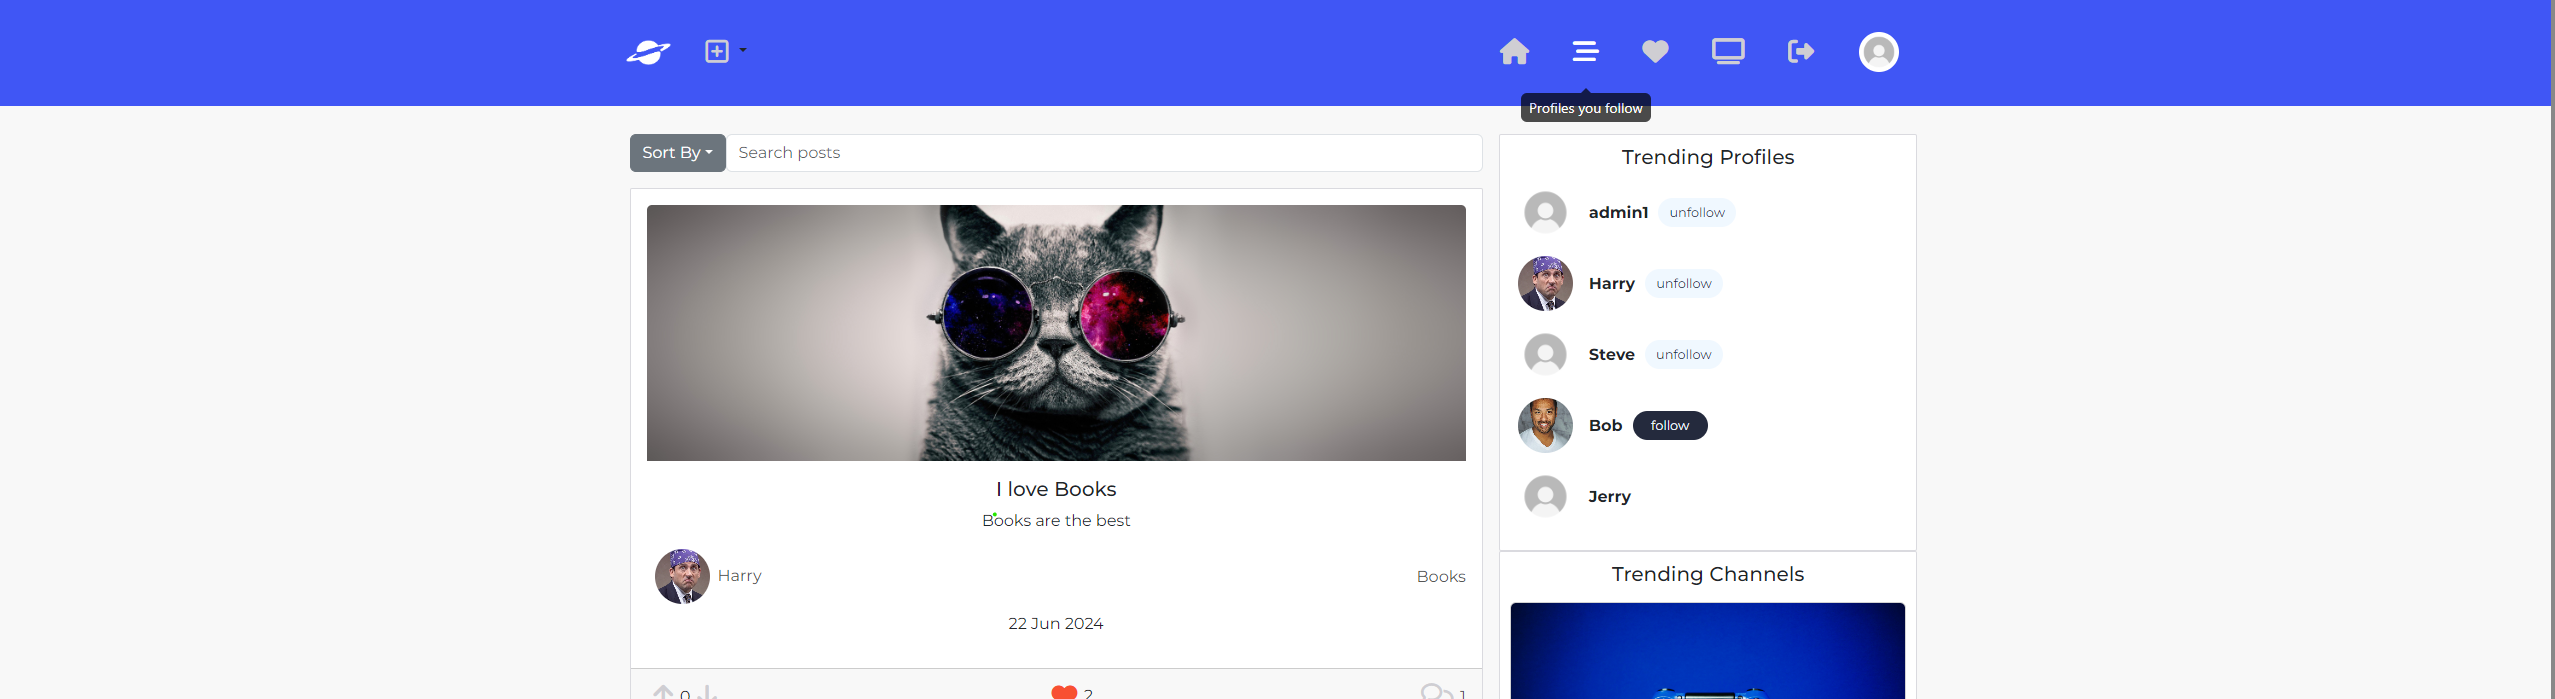 Profiles you follow
Sort By
Search posts
I love Books
Books are the best
Harry
Books
22 Jun 2024
0
2
1
Trending Profiles
admin1 unfollow
Harry unfollow
Steve unfollow
Bob follow
Jerry
Trending Channels